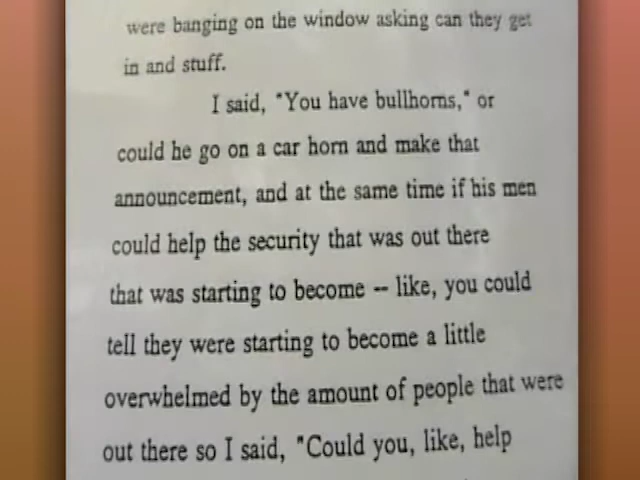 were banging on the window asking can they get
in and stuff.
I said, "You have bullhorns," or
could he go on a car horn and make that
announcement, and at the same time if his men
could help the security that was out there
that was starting to become -- like, you could
tell they were starting to become a little
overwhelmed by the amount of people that were
out there so I said, "Could you, like, help